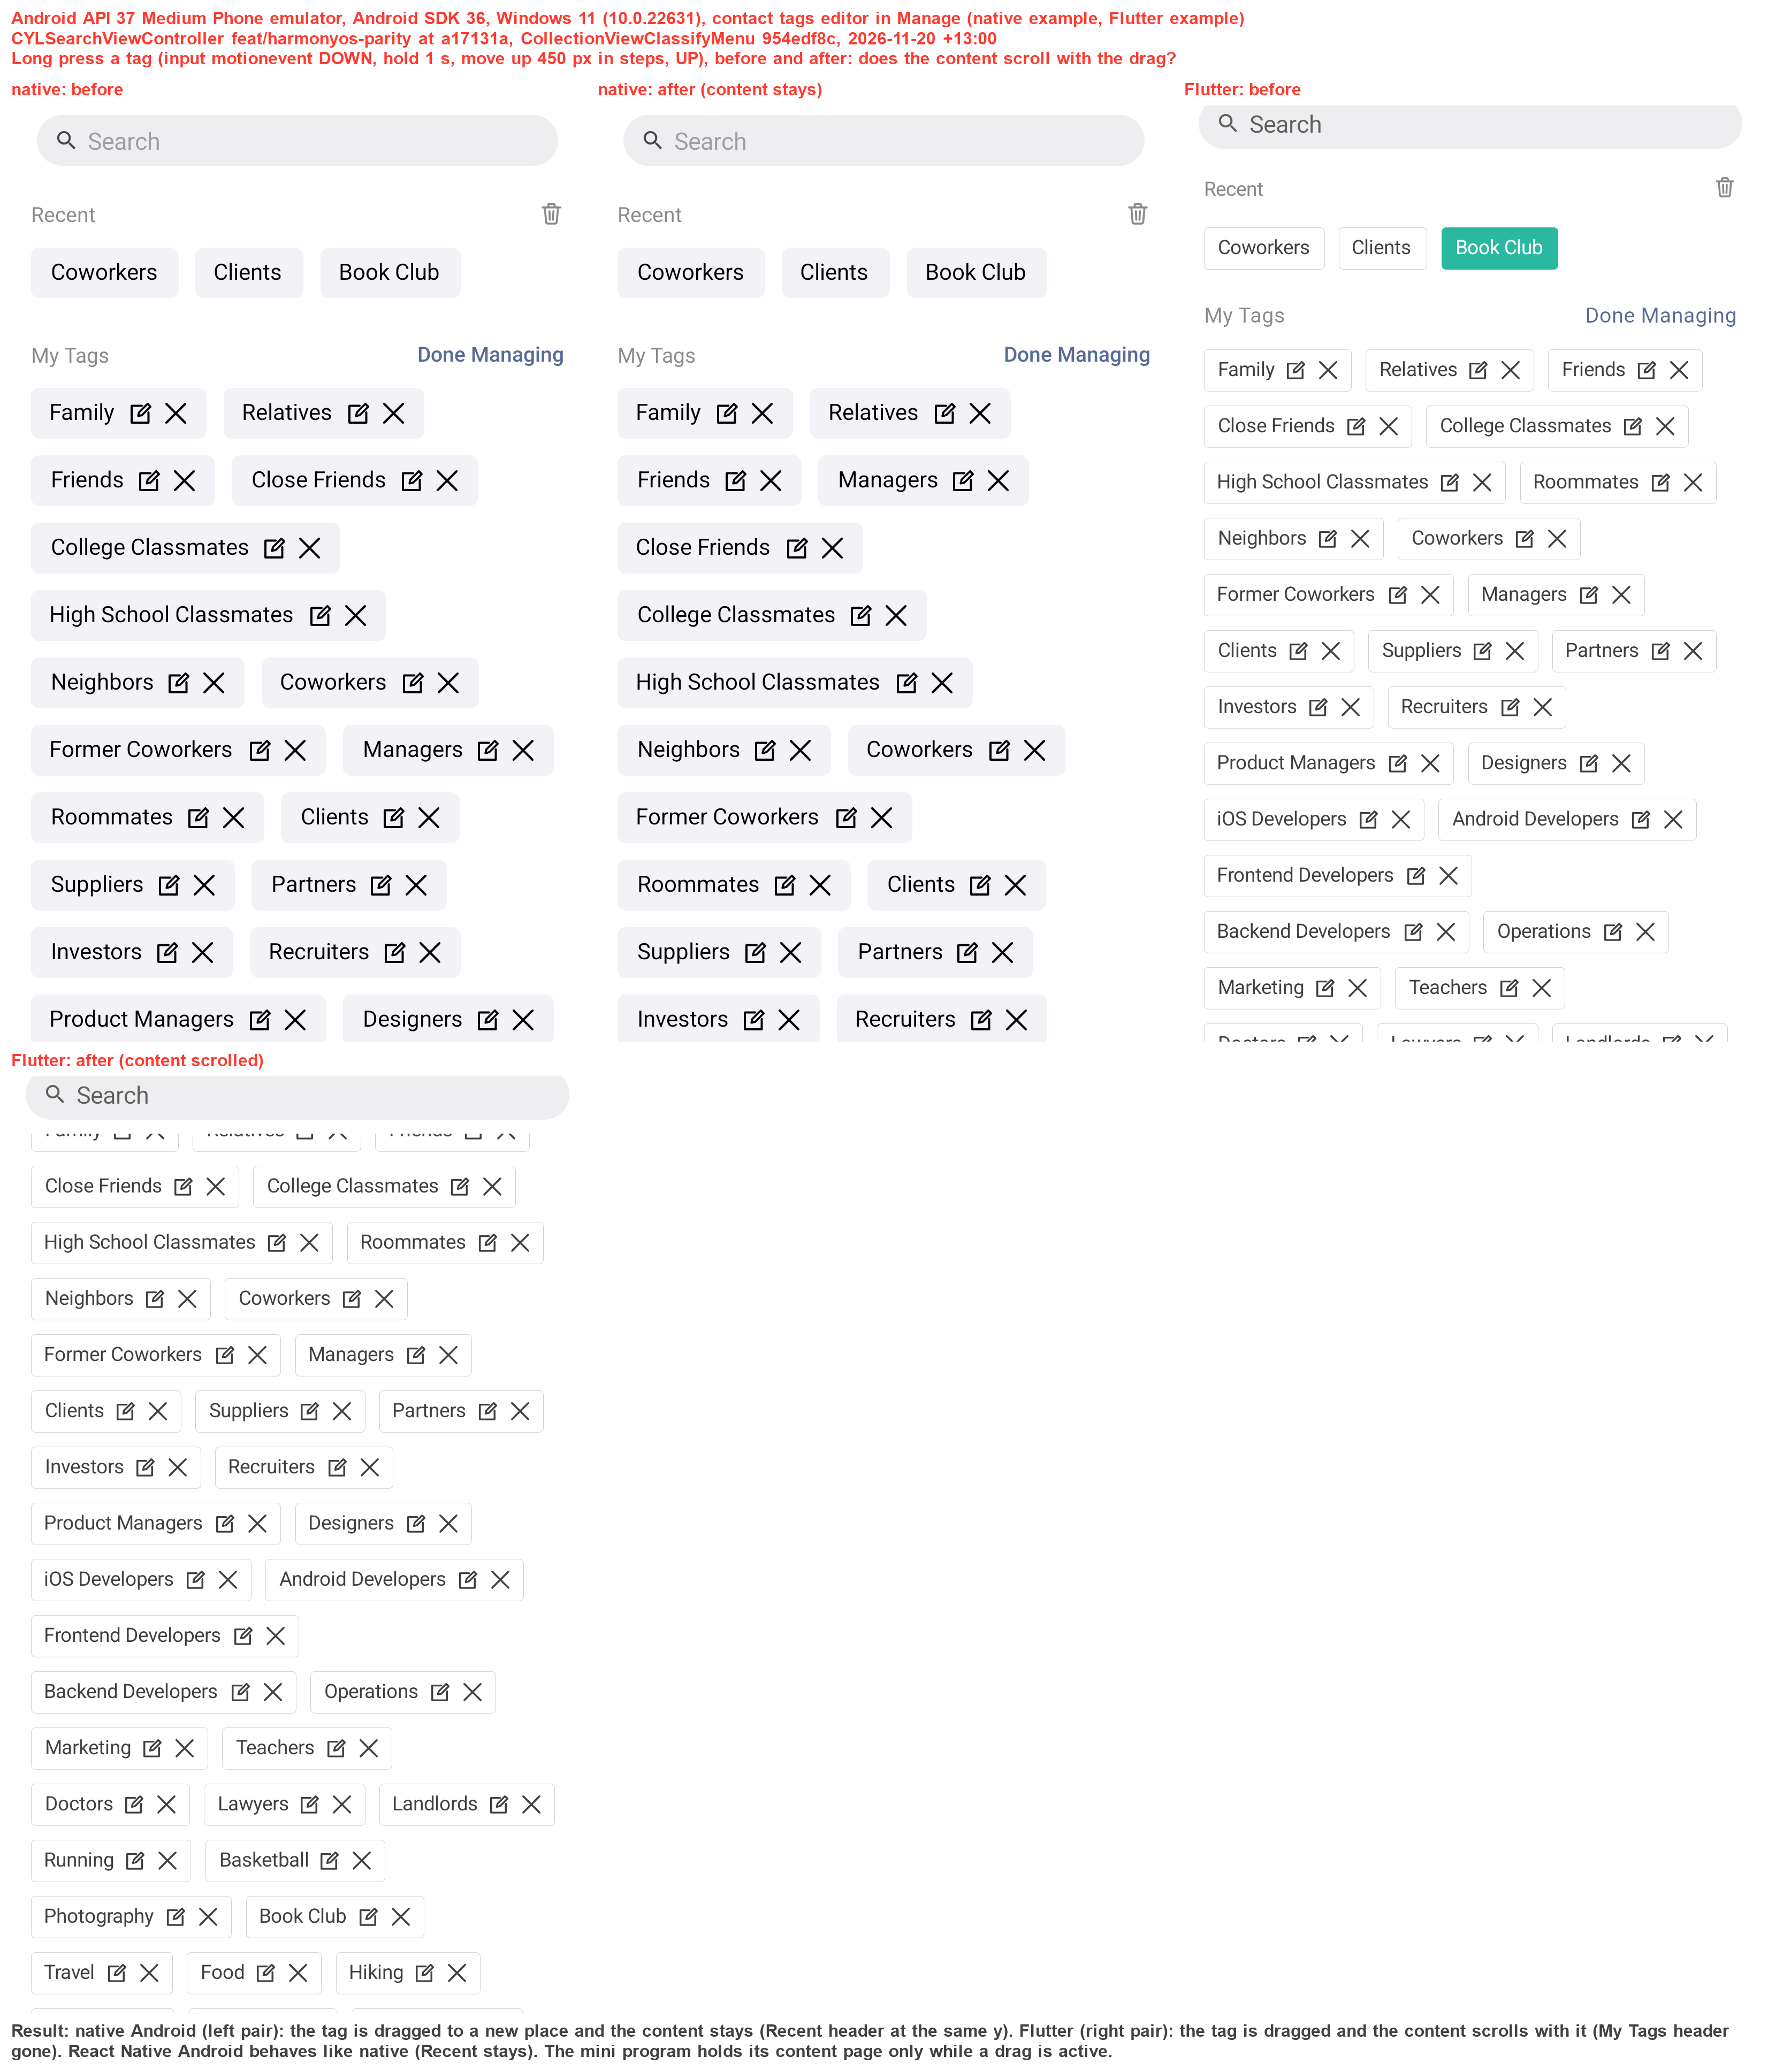 Android API 37 Medium Phone emulator, Android SDK 36, Windows 11 (10.0.22631), contact tags editor in Manage (native example, Flutter example)
CYLSearchViewController feat/harmonyos-parity at a17131a, CollectionViewClassifyMenu 954edf8c, 2026-11-20 +13:00
Long press a tag (input motionevent DOWN, hold 1 s, move up 450 px in steps, UP), before and after: does the content scroll with the drag?
native: before
Search
Recent
Coworkers Clients Book Club
My Tags Done Managing
Family Relatives
Friends Close Friends
College Classmates
High School Classmates
Neighbors Coworkers
Former Coworkers Managers
Roommates Clients
Suppliers Partners
Investors Recruiters
Product Managers Designers
native: after (content stays)
Search
Recent
Coworkers Clients Book Club
My Tags Done Managing
Family Relatives
Friends Managers
Close Friends
College Classmates
High School Classmates
Neighbors Coworkers
Former Coworkers
Roommates Clients
Suppliers Partners
Investors Recruiters
Flutter: before
Search
Recent
Coworkers Clients Book Club
My Tags Done Managing
Family Relatives Friends
Close Friends College Classmates
High School Classmates Roommates
Neighbors Coworkers
Former Coworkers Managers
Clients Suppliers Partners
Investors Recruiters
Product Managers Designers
iOS Developers Android Developers
Frontend Developers
Backend Developers Operations
Marketing Teachers
Doctors Lawyers Landlords
Flutter: after (content scrolled)
Search
Family Relatives Friends
Close Friends College Classmates
High School Classmates Roommates
Neighbors Coworkers
Former Coworkers Managers
Clients Suppliers Partners
Investors Recruiters
Product Managers Designers
iOS Developers Android Developers
Frontend Developers
Backend Developers Operations
Marketing Teachers
Doctors Lawyers Landlords
Running Basketball
Photography Book Club
Travel Food Hiking
Result: native Android (left pair): the tag is dragged to a new place and the content stays (Recent header at the same y). Flutter (right pair): the tag is dragged and the content scrolls with it (My Tags header
gone). React Native Android behaves like native (Recent stays). The mini program holds its content page only while a drag is active.